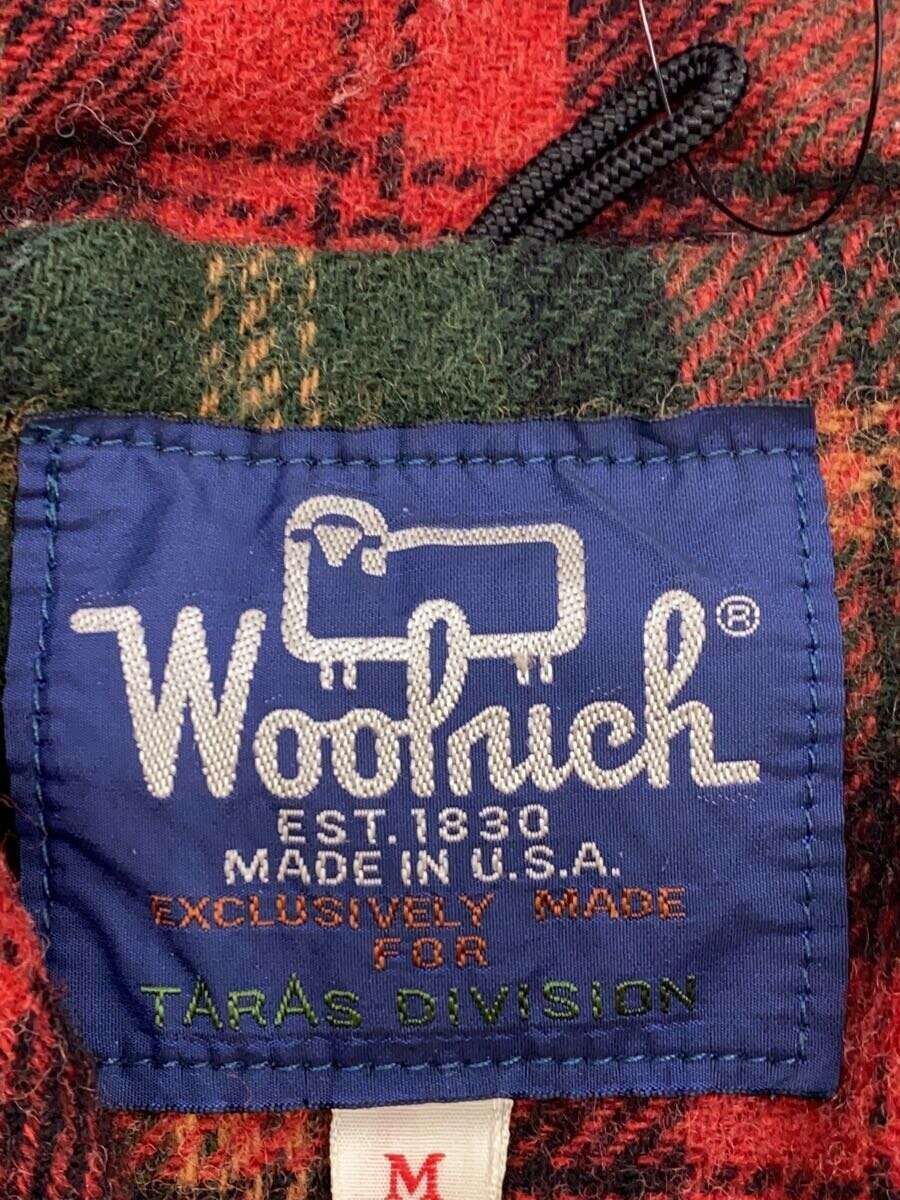 Woolrich®
EST. 1830
MADE IN U.S.A.
EXCLUSIVELY MADE
FOR
TARAS DIVISION
M